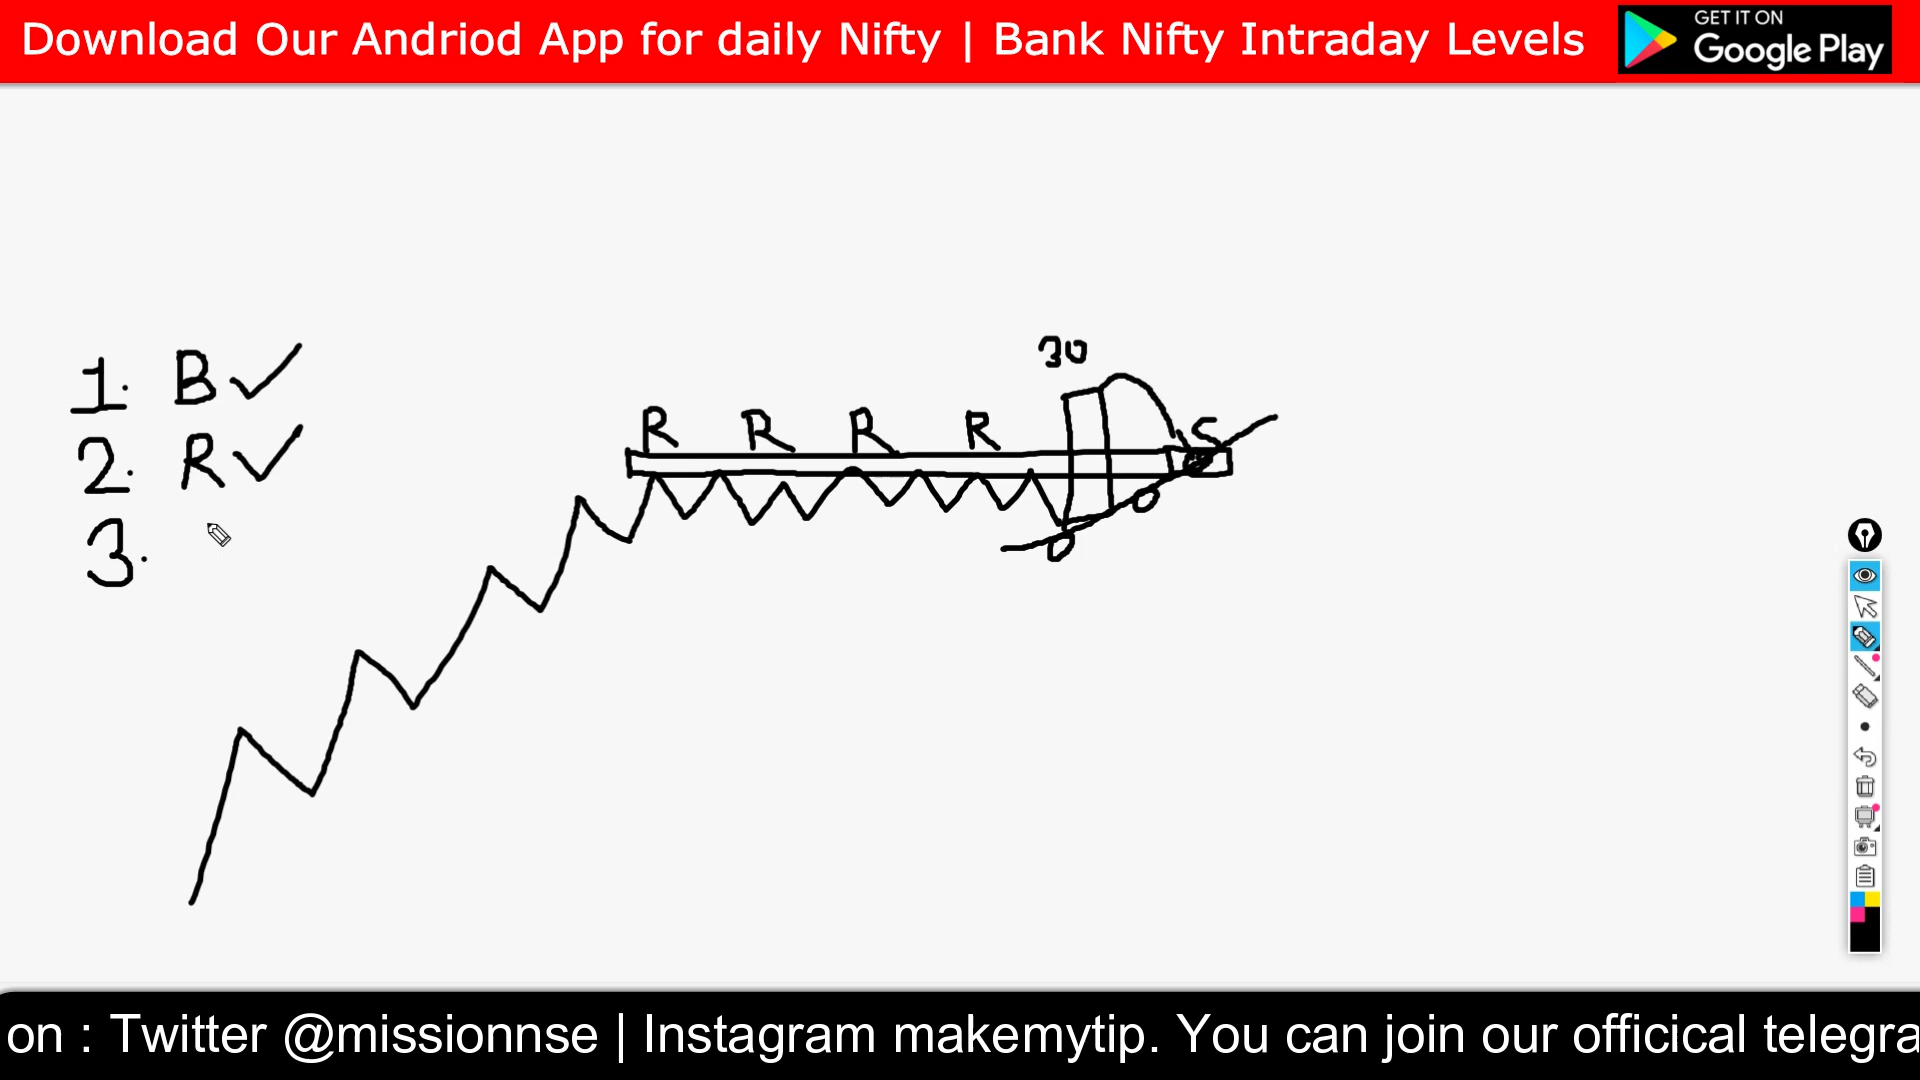 Download Our Andriod App for daily Nifty | Bank Nifty Intraday Levels
GET IT ON
Google Play
30
1. B
R R R R S
2. R
3.
on : Twitter @missionnse | Instagram makemytip. You can join our officical telegra